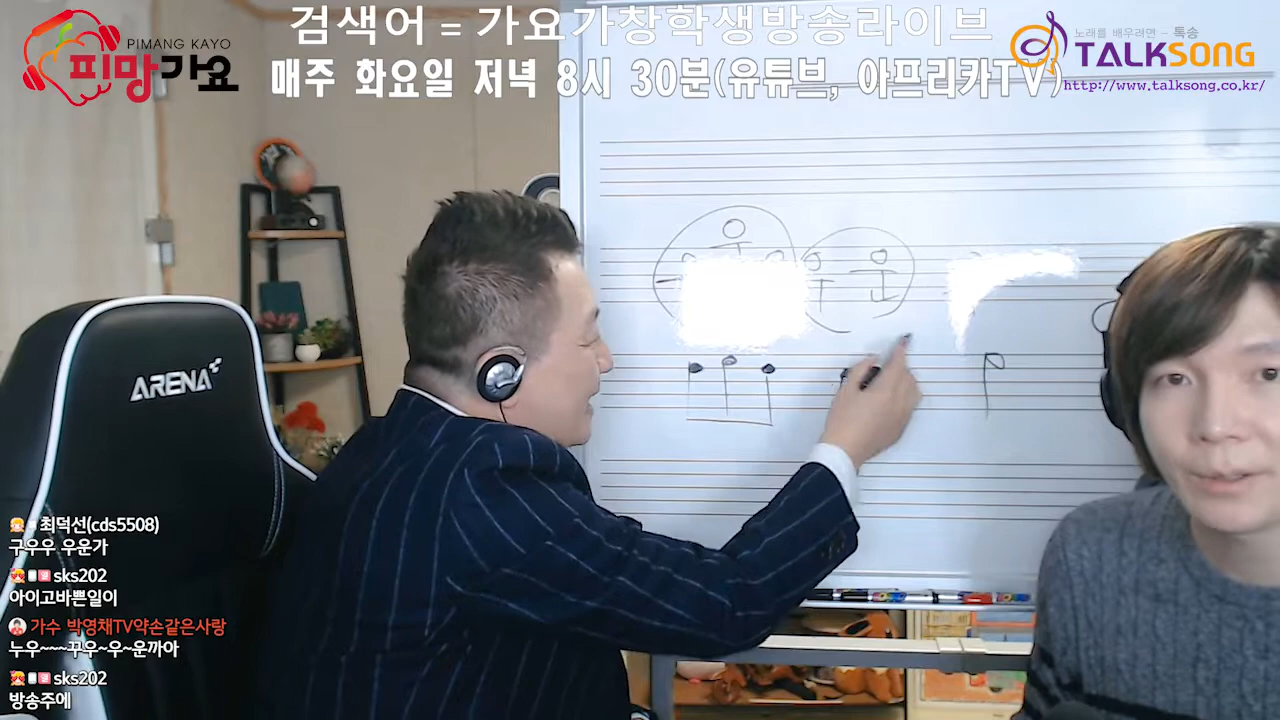 검색어 = 가요가창학생방송라이브
매주 화요일 저녁 8시 30분(유튜브, 아프리카TV)
PIMANG KAYO
피망가요
노래를 배우려면 - 톡송
TALKSONG
http://www.talksong.co.kr/
우
우 운
ARENA
최덕선(cds5508)
구우우 우운가
sks202
아이고바쁜일이
가수 박영채TV약손같은사랑
누우~~~꾸우~우~운까아
sks202
방송주에